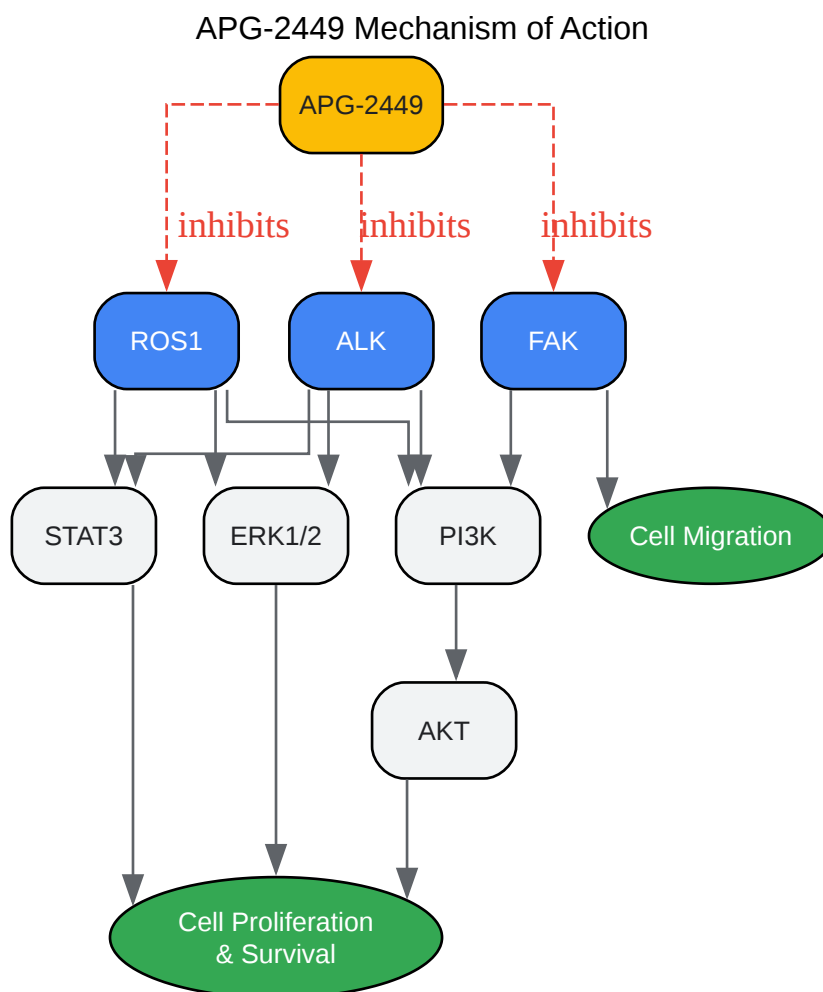 APG-2449 Mechanism of Action
APG-2449
inhibits
inhibits
inhibits
ROS1
ALK
FAK
STAT3
ERK1/2
PI3K
Cell Migration
AKT
Cell Proliferation
& Survival